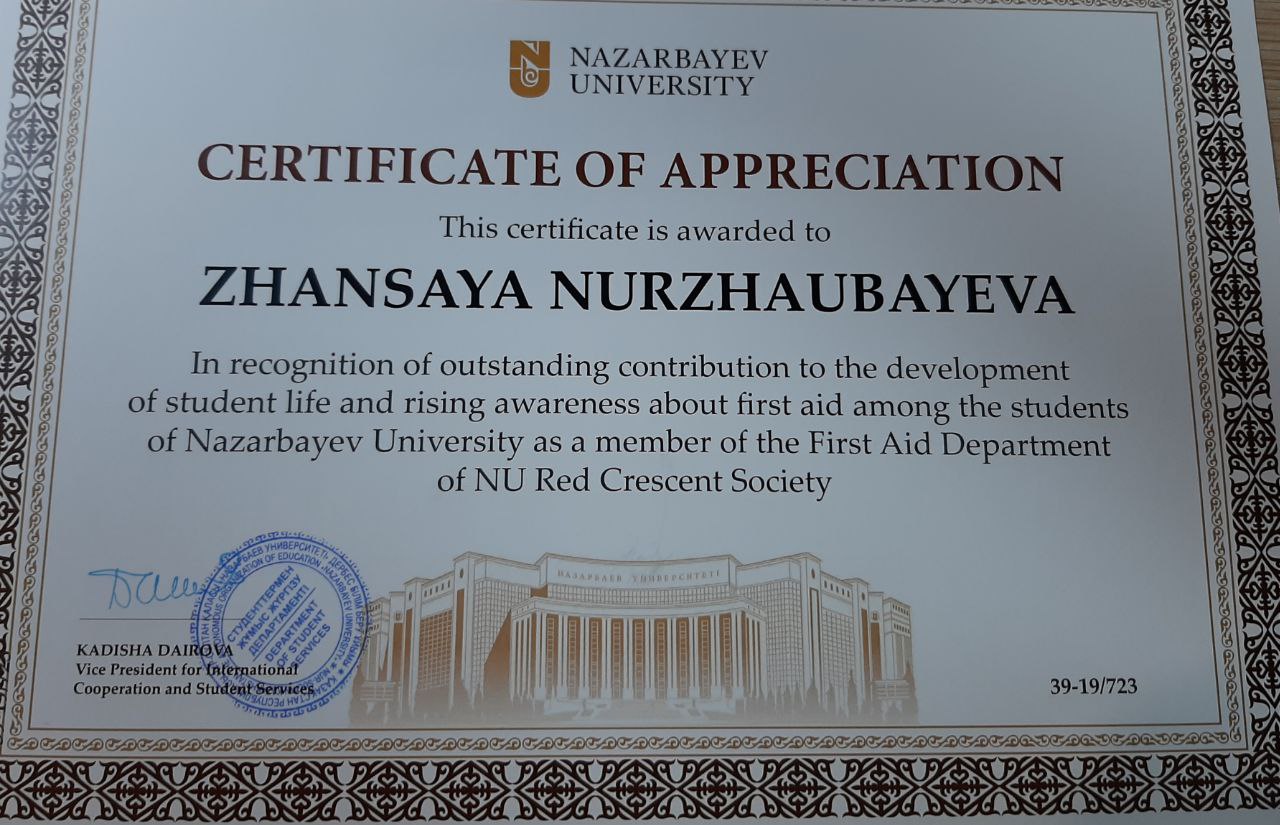 NAZARBAYEV
UNIVERSITY
CERTIFICATE OF APPRECIATION
This certificate is awarded to
ZHANSAYA NURZHAUBAYEVA
In recognition of outstanding contribution to the development
of student life and rising awareness about first aid among the students
of Nazarbayev University as a member of the First Aid Department
of NU Red Crescent Society
НАЗАРБАЕВ УНИВЕРСИТЕТІ
СТУДЕНТТЕРМЕН
ЖҰМЫС ЖҮРГІЗУ
ДЕПАРТАМЕНТІ
DEPARTMENT
OF STUDENT
SERVICES
KADISHA DAIROVA
Vice President for International
Cooperation and Student Services
39-19/723